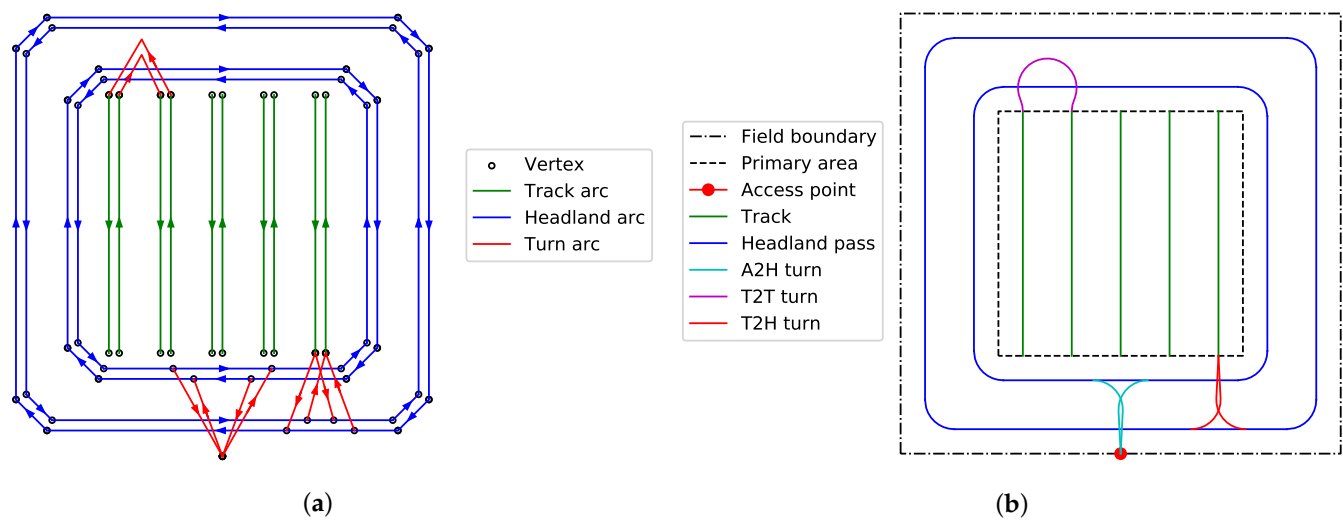 Vertex
Track arc
Headland arc
Turn arc
Field boundary
Primary area
Access point
Track
Headland pass
A2H turn
T2T turn
T2H turn
(a)
(b)